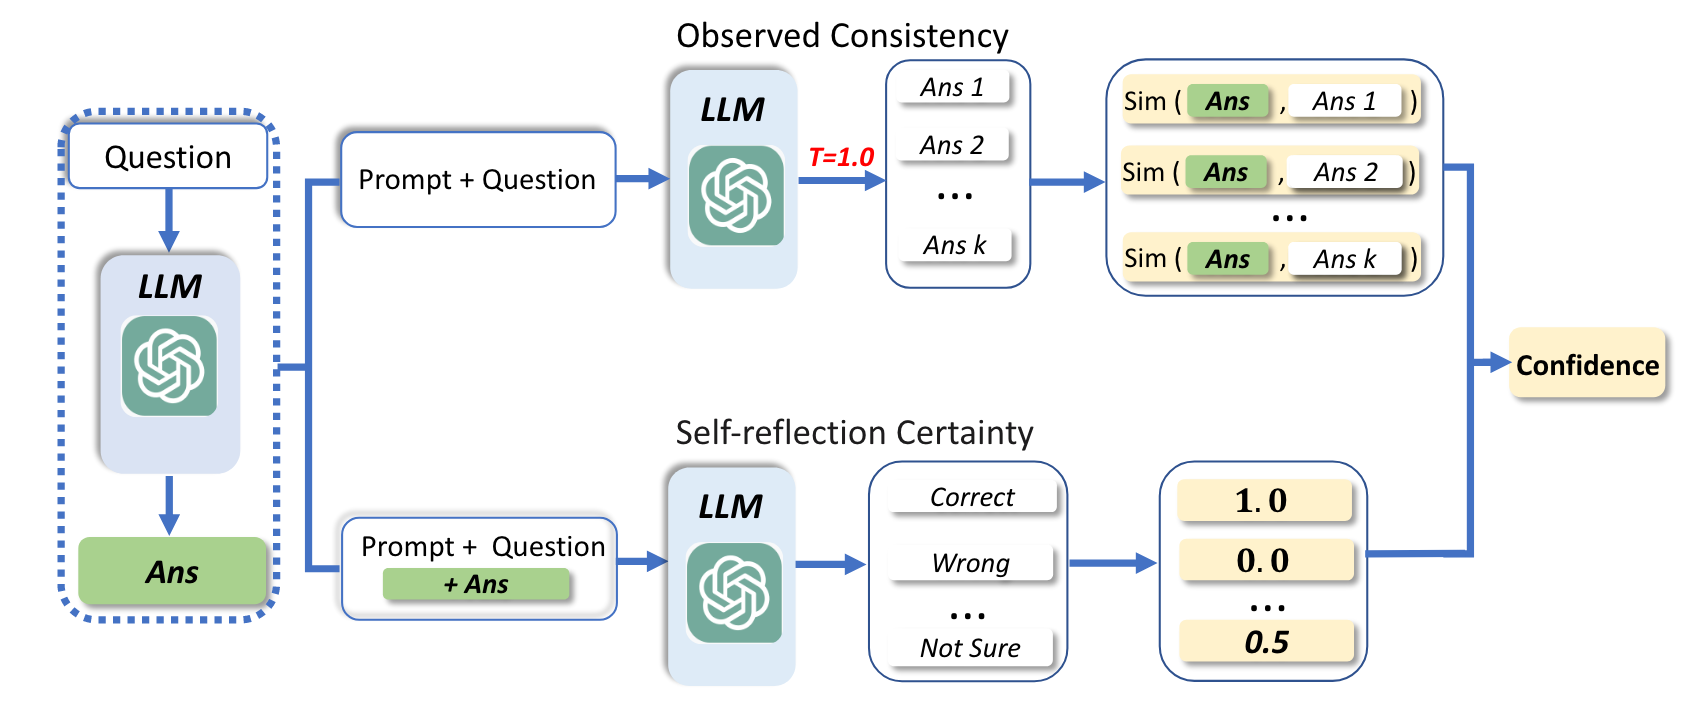 Observed Consistency
Question
LLM
Ans
Prompt + Question
LLM
T=1.0
Ans 1
Ans 2
...
Ans k
Sim ( Ans , Ans 1 )
Sim ( Ans , Ans 2 )
...
Sim ( Ans , Ans k )
Confidence
Self-reflection Certainty
Prompt + Question
+ Ans
LLM
Correct
Wrong
...
Not Sure
1.0
0.0
...
0.5